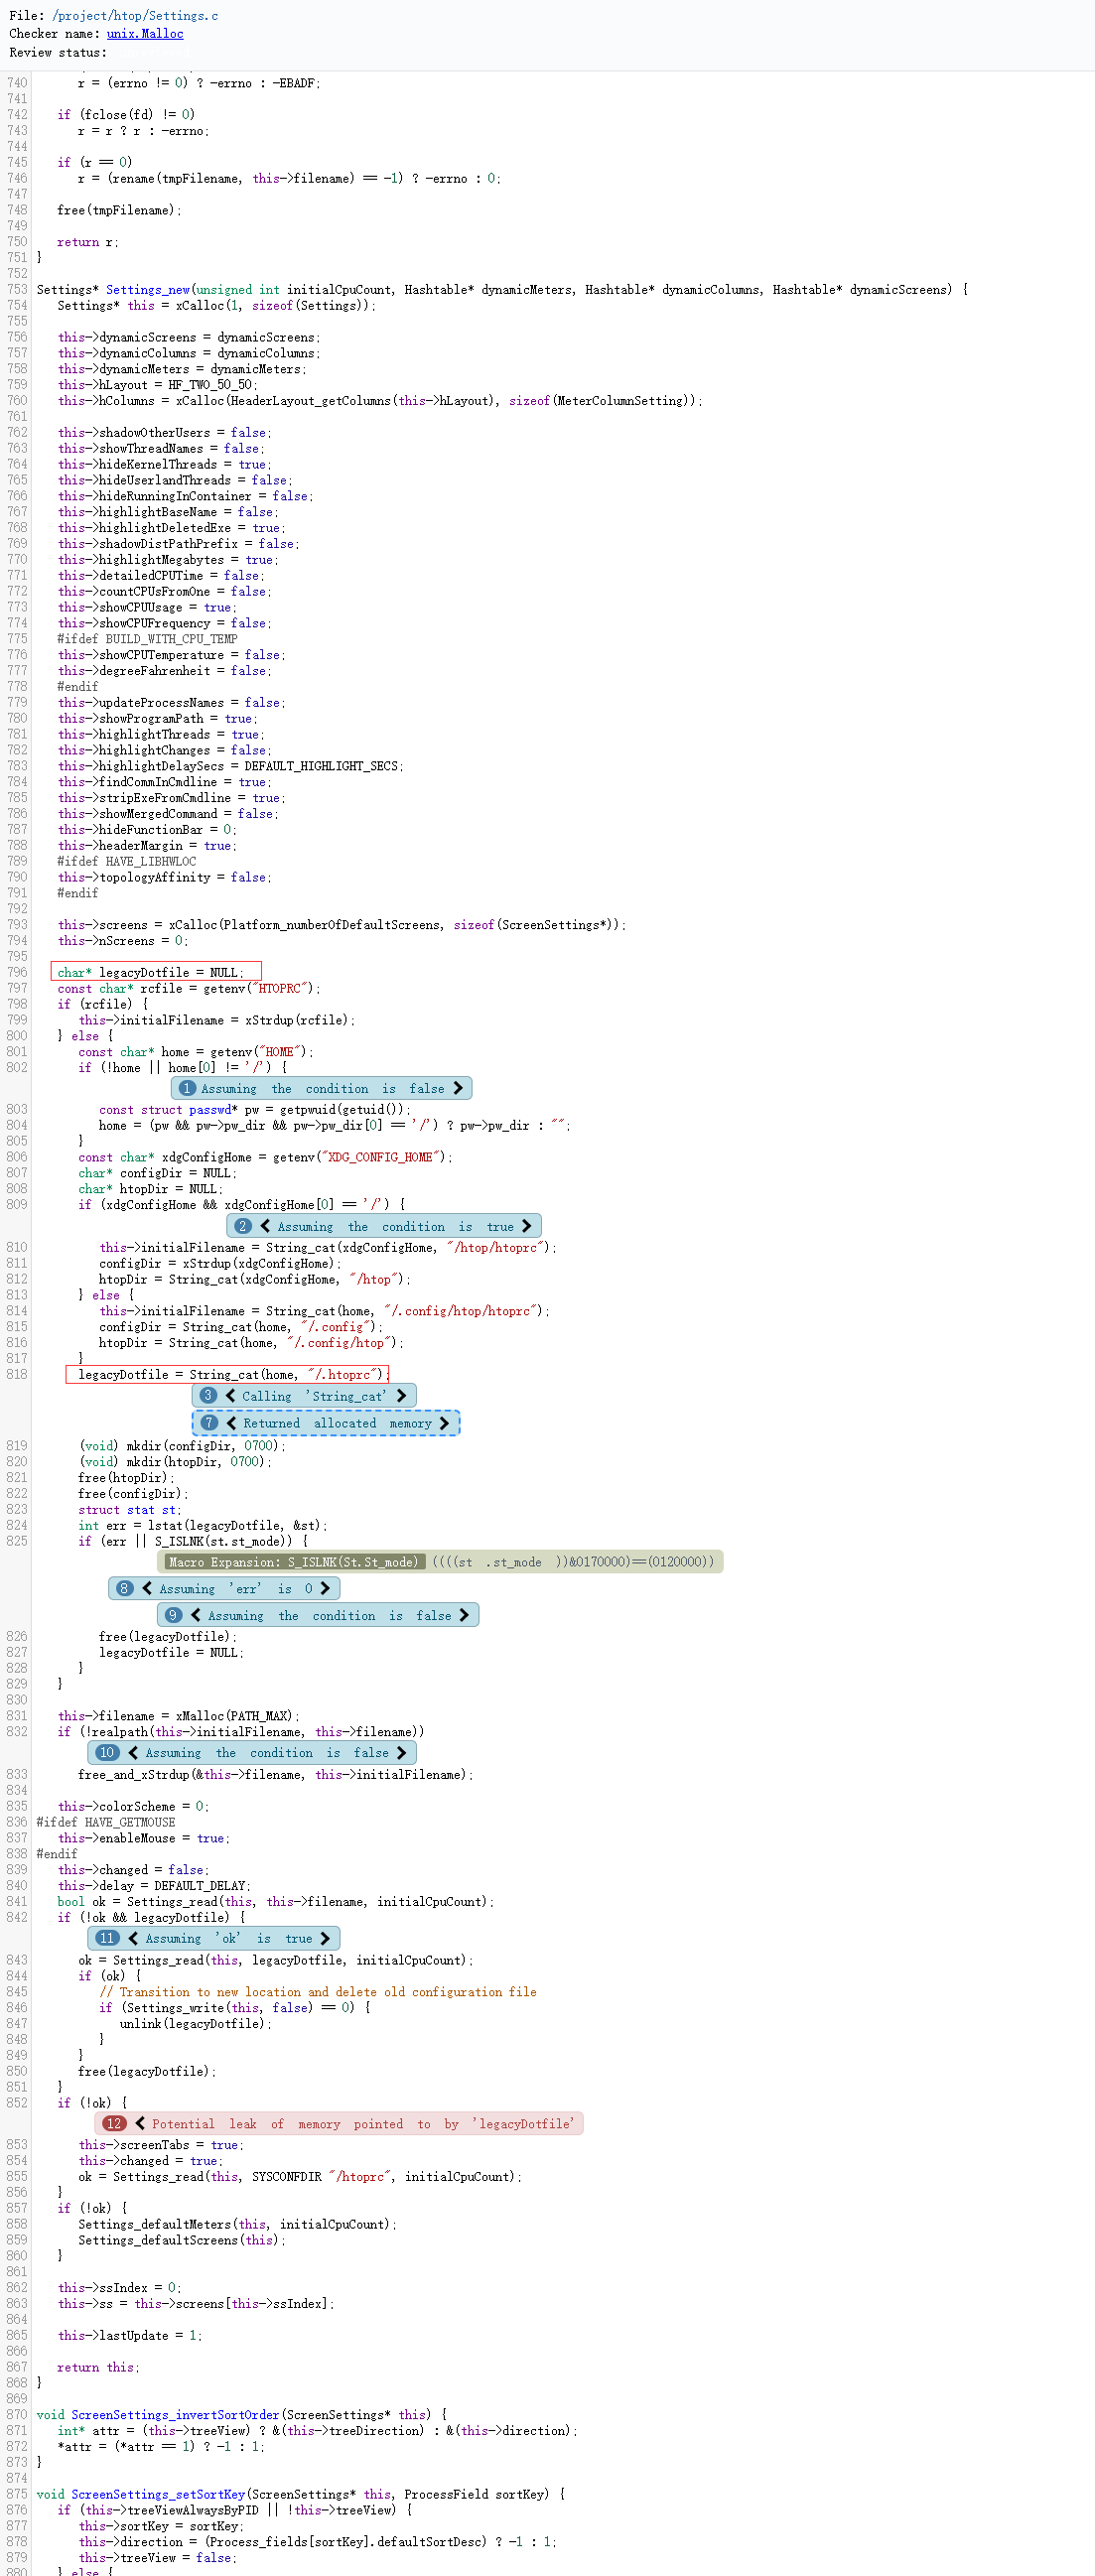 File: /project/htop/Settings.c
Checker name: unix.Malloc
Review status:
740 r = (errno != 0) ? -errno : -EBADF;
741
742 if (fclose(fd) != 0)
743 r = r ? r : -errno;
744
745 if (r == 0)
746 r = (rename(tmpFilename, this->filename) == -1) ? -errno : 0;
747
748 free(tmpFilename);
749
750 return r;
751 }
752
753 Settings* Settings_new(unsigned int initialCpuCount, Hashtable* dynamicMeters, Hashtable* dynamicColumns, Hashtable* dynamicScreens) {
754 Settings* this = xCalloc(1, sizeof(Settings));
755
756 this->dynamicScreens = dynamicScreens;
757 this->dynamicColumns = dynamicColumns;
758 this->dynamicMeters = dynamicMeters;
759 this->hLayout = HF_TWO_50_50;
760 this->hColumns = xCalloc(HeaderLayout_getColumns(this->hLayout), sizeof(MeterColumnSetting));
761
762 this->shadowOtherUsers = false;
763 this->showThreadNames = false;
764 this->hideKernelThreads = true;
765 this->hideUserlandThreads = false;
766 this->hideRunningInContainer = false;
767 this->highlightBaseName = false;
768 this->highlightDeletedExe = true;
769 this->shadowDistPathPrefix = false;
770 this->highlightMegabytes = true;
771 this->detailedCPUTime = false;
772 this->countCPUsFromOne = false;
773 this->showCPUUsage = true;
774 this->showCPUFrequency = false;
775 #ifdef BUILD_WITH_CPU_TEMP
776 this->showCPUTemperature = false;
777 this->degreeFahrenheit = false;
778 #endif
779 this->updateProcessNames = false;
780 this->showProgramPath = true;
781 this->highlightThreads = true;
782 this->highlightChanges = false;
783 this->highlightDelaySecs = DEFAULT_HIGHLIGHT_SECS;
784 this->findCommInCmdline = true;
785 this->stripExeFromCmdline = true;
786 this->showMergedCommand = false;
787 this->hideFunctionBar = 0;
788 this->headerMargin = true;
789 #ifdef HAVE_LIBHWLOC
790 this->topologyAffinity = false;
791 #endif
792
793 this->screens = xCalloc(Platform_numberOfDefaultScreens, sizeof(ScreenSettings*));
794 this->nScreens = 0;
795
796 char* legacyDotfile = NULL;
797 const char* rcfile = getenv("HTOPRC");
798 if (rcfile) {
799 this->initialFilename = xStrdup(rcfile);
800 } else {
801 const char* home = getenv("HOME");
802 if (!home || home[0] != '/') {
1 Assuming the condition is false >
803 const struct passwd* pw = getpwuid(getuid());
804 home = (pw && pw->pw_dir && pw->pw_dir[0] == '/') ? pw->pw_dir : "";
805 }
806 const char* xdgConfigHome = getenv("XDG_CONFIG_HOME");
807 char* configDir = NULL;
808 char* htopDir = NULL;
809 if (xdgConfigHome && xdgConfigHome[0] == '/') {
2 < Assuming the condition is true >
810 this->initialFilename = String_cat(xdgConfigHome, "/htop/htoprc");
811 configDir = xStrdup(xdgConfigHome);
812 htopDir = String_cat(xdgConfigHome, "/htop");
813 } else {
814 this->initialFilename = String_cat(home, "/.config/htop/htoprc");
815 configDir = String_cat(home, "/.config");
816 htopDir = String_cat(home, "/.config/htop");
817 }
818 legacyDotfile = String_cat(home, "/.htoprc");
3 < Calling 'String_cat' >
7 < Returned allocated memory >
819 (void) mkdir(configDir, 0700);
820 (void) mkdir(htopDir, 0700);
821 free(htopDir);
822 free(configDir);
823 struct stat st;
824 int err = lstat(legacyDotfile, &st);
825 if (err || S_ISLNK(st.st_mode)) {
Macro Expansion: S_ISLNK(St.St_mode) ((((st .st_mode ))&0170000)==(0120000))
8 < Assuming 'err' is 0 >
9 < Assuming the condition is false >
826 free(legacyDotfile);
827 legacyDotfile = NULL;
828 }
829 }
830
831 this->filename = xMalloc(PATH_MAX);
832 if (!realpath(this->initialFilename, this->filename))
10 < Assuming the condition is false >
833 free_and_xStrdup(&this->filename, this->initialFilename);
834
835 this->colorScheme = 0;
836 #ifdef HAVE_GETMOUSE
837 this->enableMouse = true;
838 #endif
839 this->changed = false;
840 this->delay = DEFAULT_DELAY;
841 bool ok = Settings_read(this, this->filename, initialCpuCount);
842 if (!ok && legacyDotfile) {
11 < Assuming 'ok' is true >
843 ok = Settings_read(this, legacyDotfile, initialCpuCount);
844 if (ok) {
845 // Transition to new location and delete old configuration file
846 if (Settings_write(this, false) == 0) {
847 unlink(legacyDotfile);
848 }
849 }
850 free(legacyDotfile);
851 }
852 if (!ok) {
12 < Potential leak of memory pointed to by 'legacyDotfile'
853 this->screenTabs = true;
854 this->changed = true;
855 ok = Settings_read(this, SYSCONFDIR "/htoprc", initialCpuCount);
856 }
857 if (!ok) {
858 Settings_defaultMeters(this, initialCpuCount);
859 Settings_defaultScreens(this);
860 }
861
862 this->ssIndex = 0;
863 this->ss = this->screens[this->ssIndex];
864
865 this->lastUpdate = 1;
866
867 return this;
868 }
869
870 void ScreenSettings_invertSortOrder(ScreenSettings* this) {
871 int* attr = (this->treeView) ? &(this->treeDirection) : &(this->direction);
872 *attr = (*attr == 1) ? -1 : 1;
873 }
874
875 void ScreenSettings_setSortKey(ScreenSettings* this, ProcessField sortKey) {
876 if (this->treeViewAlwaysByPID || !this->treeView) {
877 this->sortKey = sortKey;
878 this->direction = (Process_fields[sortKey].defaultSortDesc) ? -1 : 1;
879 this->treeView = false;
880 } else {